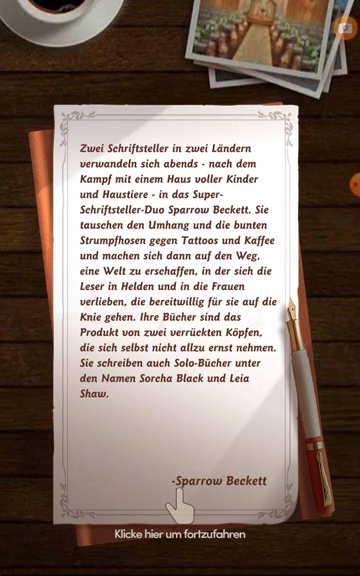 Zwei Schriftsteller in zwei Ländern
verwandeln sich abends - nach dem
Kampf mit einem Haus voller Kinder
und Haustiere - in das Super-
Schriftsteller-Duo Sparrow Beckett. Sie
tauschen den Umhang und die bunten
Strumpfhosen gegen Tattoos und Kaffee
und machen sich dann auf den Weg,
eine Welt zu erschaffen, in der sich die
Leser in Helden und in die Frauen
verlieben, die bereitwillig für sie auf die
Knie gehen. Ihre Bücher sind das
Produkt von zwei verrückten Köpfen,
die sich selbst nicht allzu ernst nehmen.
Sie schreiben auch Solo-Bücher unter
den Namen Sorcha Black und Leia
Shaw.
-Sparrow Beckett
Klicke hier um fortzufahren